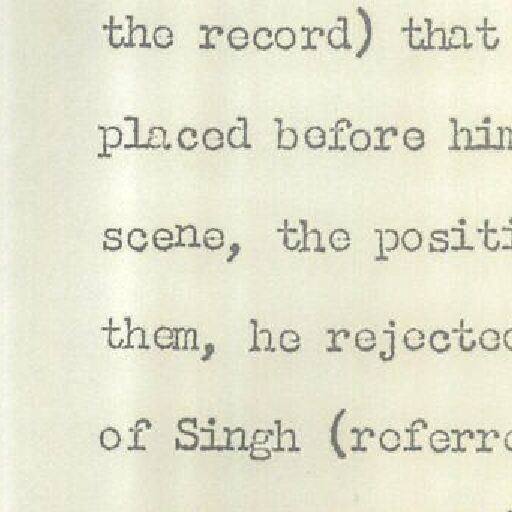 the record) that
placed before him
scene, the positi
them, he rejected
of Singh (referre